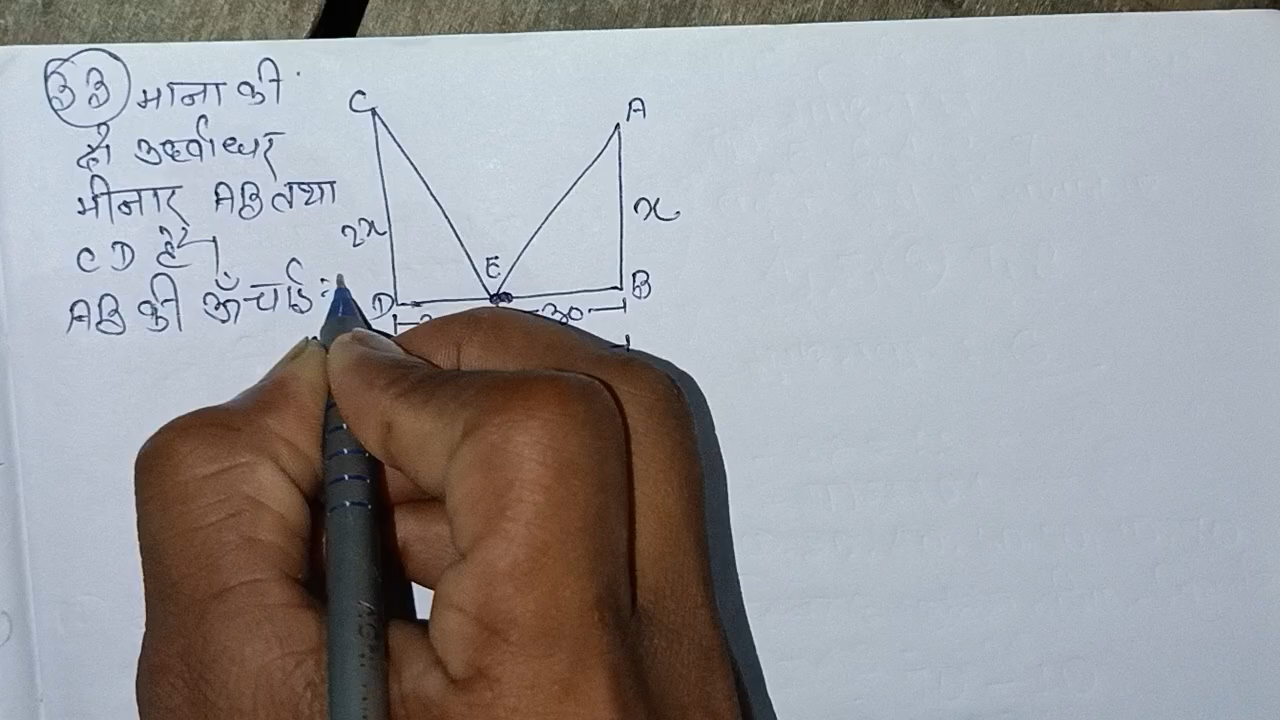 33 माना की
दो उर्ध्वाधर
मीनार AB तथा
CD है।
AB की ऊँचाई =
C
A
2x
x
E
D
B
30